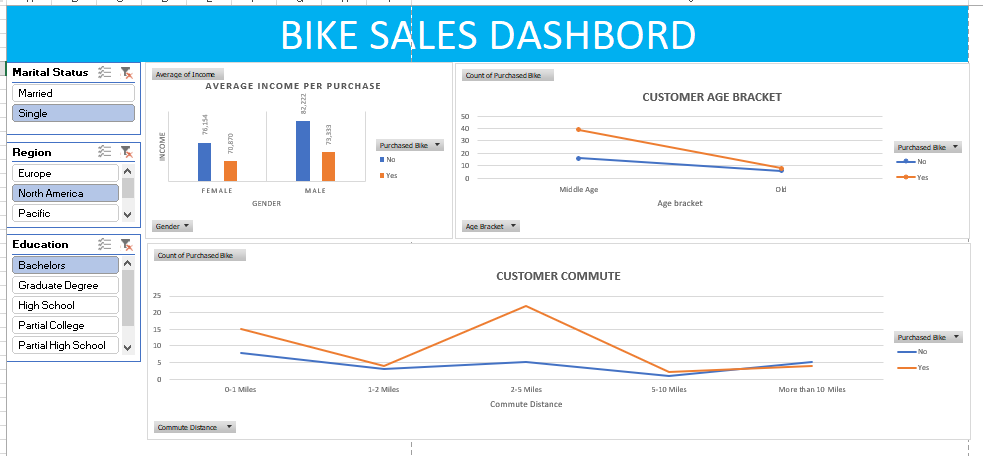 BIKE SALES DASHBORD
Marital Status
Married
Single
Region
Europe
North America
Pacific
Education
Bachelors
Graduate Degree
High School
Partial College
Partial High School
Average of Income
AVERAGE INCOME PER PURCHASE
INCOME
76,154
70,870
82,222
73,333
FEMALE
MALE
GENDER
Purchased Bike
No
Yes
Gender
Count of Purchased Bike
CUSTOMER AGE BRACKET
50
40
30
20
10
0
Middle Age
Old
Age bracket
Purchased Bike
No
Yes
Age Bracket
Count of Purchased Bike
CUSTOMER COMMUTE
25
20
15
10
5
0
0-1 Miles
1-2 Miles
2-5 Miles
5-10 Miles
More than 10 Miles
Commute Distance
Purchased Bike
No
Yes
Commute Distance